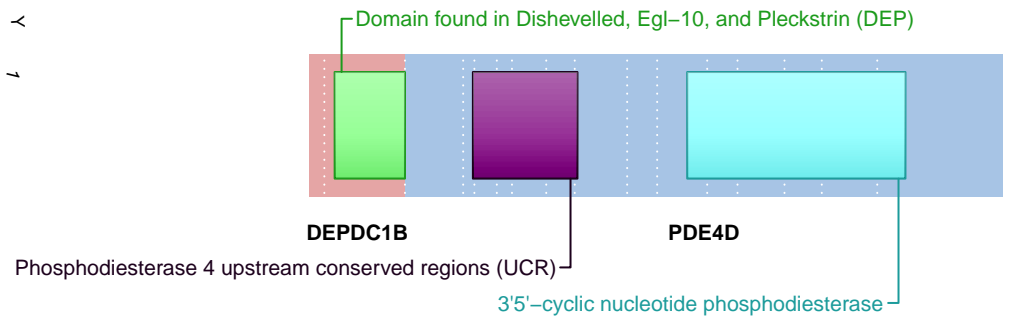 Domain found in Dishevelled, Egl−10, and Pleckstrin (DEP)
Y
1
DEPDC1B
PDE4D
Phosphodiesterase 4 upstream conserved regions (UCR)
3'5'−cyclic nucleotide phosphodiesterase